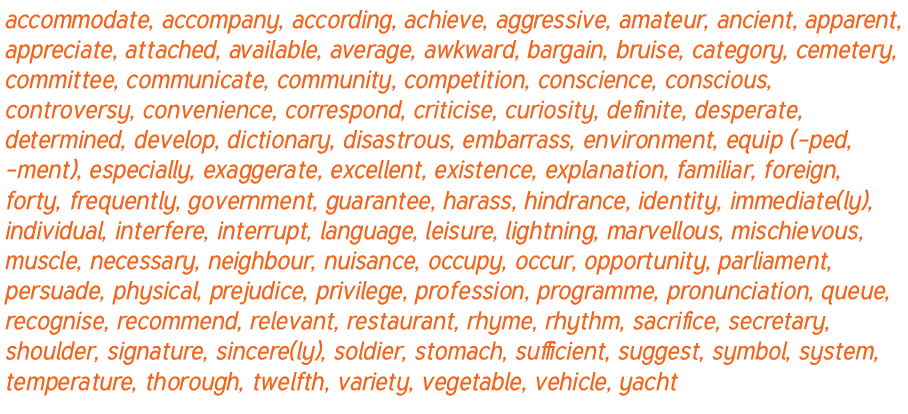 accommodate, accompany, according, achieve, aggressive, amateur, ancient, apparent,
appreciate, attached, available, average, awkward, bargain, bruise, category, cemetery,
committee, communicate, community, competition, conscience, conscious,
controversy, convenience, correspond, criticise, curiosity, definite, desperate,
determined, develop, dictionary, disastrous, embarrass, environment, equip (-ped,
-ment), especially, exaggerate, excellent, existence, explanation, familiar, foreign,
forty, frequently, government, guarantee, harass, hindrance, identity, immediate(ly),
individual, interfere, interrupt, language, leisure, lightning, marvellous, mischievous,
muscle, necessary, neighbour, nuisance, occupy, occur, opportunity, parliament,
persuade, physical, prejudice, privilege, profession, programme, pronunciation, queue,
recognise, recommend, relevant, restaurant, rhyme, rhythm, sacrifice, secretary,
shoulder, signature, sincere(ly), soldier, stomach, sufficient, suggest, symbol, system,
temperature, thorough, twelfth, variety, vegetable, vehicle, yacht